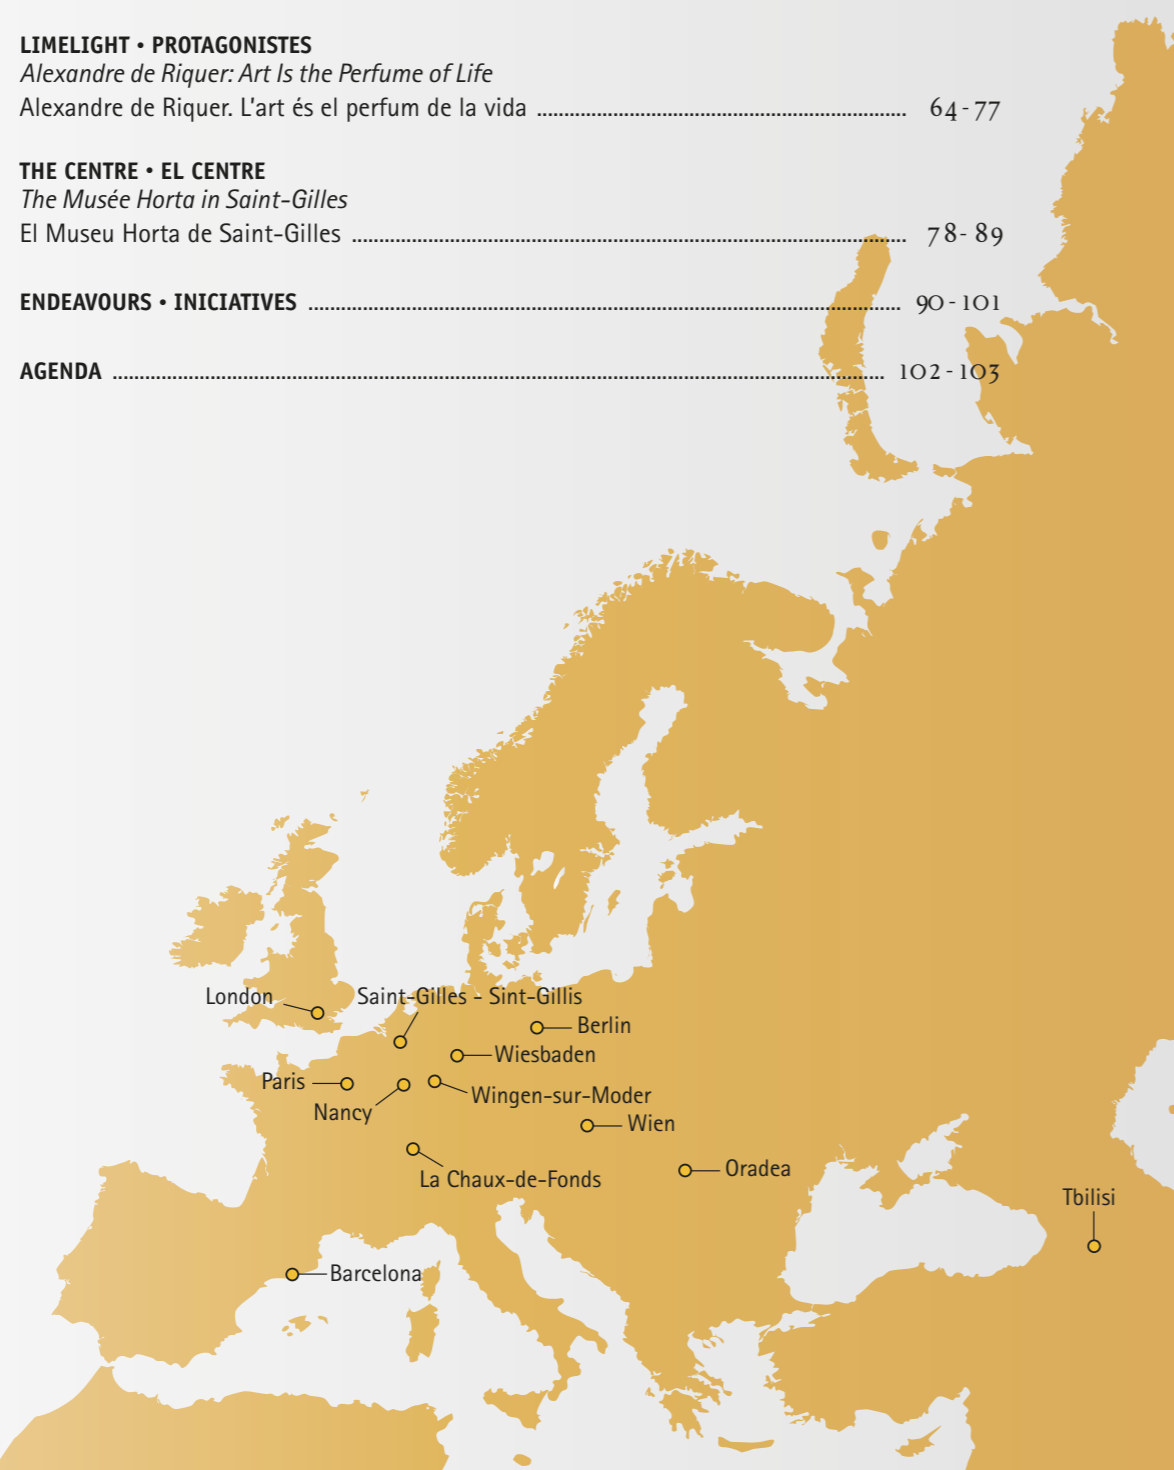 LIMELIGHT • PROTAGONISTES
Alexandre de Riquer: Art Is the Perfume of Life
Alexandre de Riquer. L'art és el perfum de la vida ........................................................................ 64 - 77
THE CENTRE • EL CENTRE
The Musée Horta in Saint-Gilles
El Museu Horta de Saint-Gilles ........................................................................ 78 - 89
ENDEAVOURS • INICIATIVES ........................................................................ 90 - 101
AGENDA ........................................................................ 102 - 103
London
Saint-Gilles - Sint-Gillis
Berlin
Wiesbaden
Paris
Wingen-sur-Moder
Nancy
Wien
Oradea
La Chaux-de-Fonds
Tbilisi
Barcelona